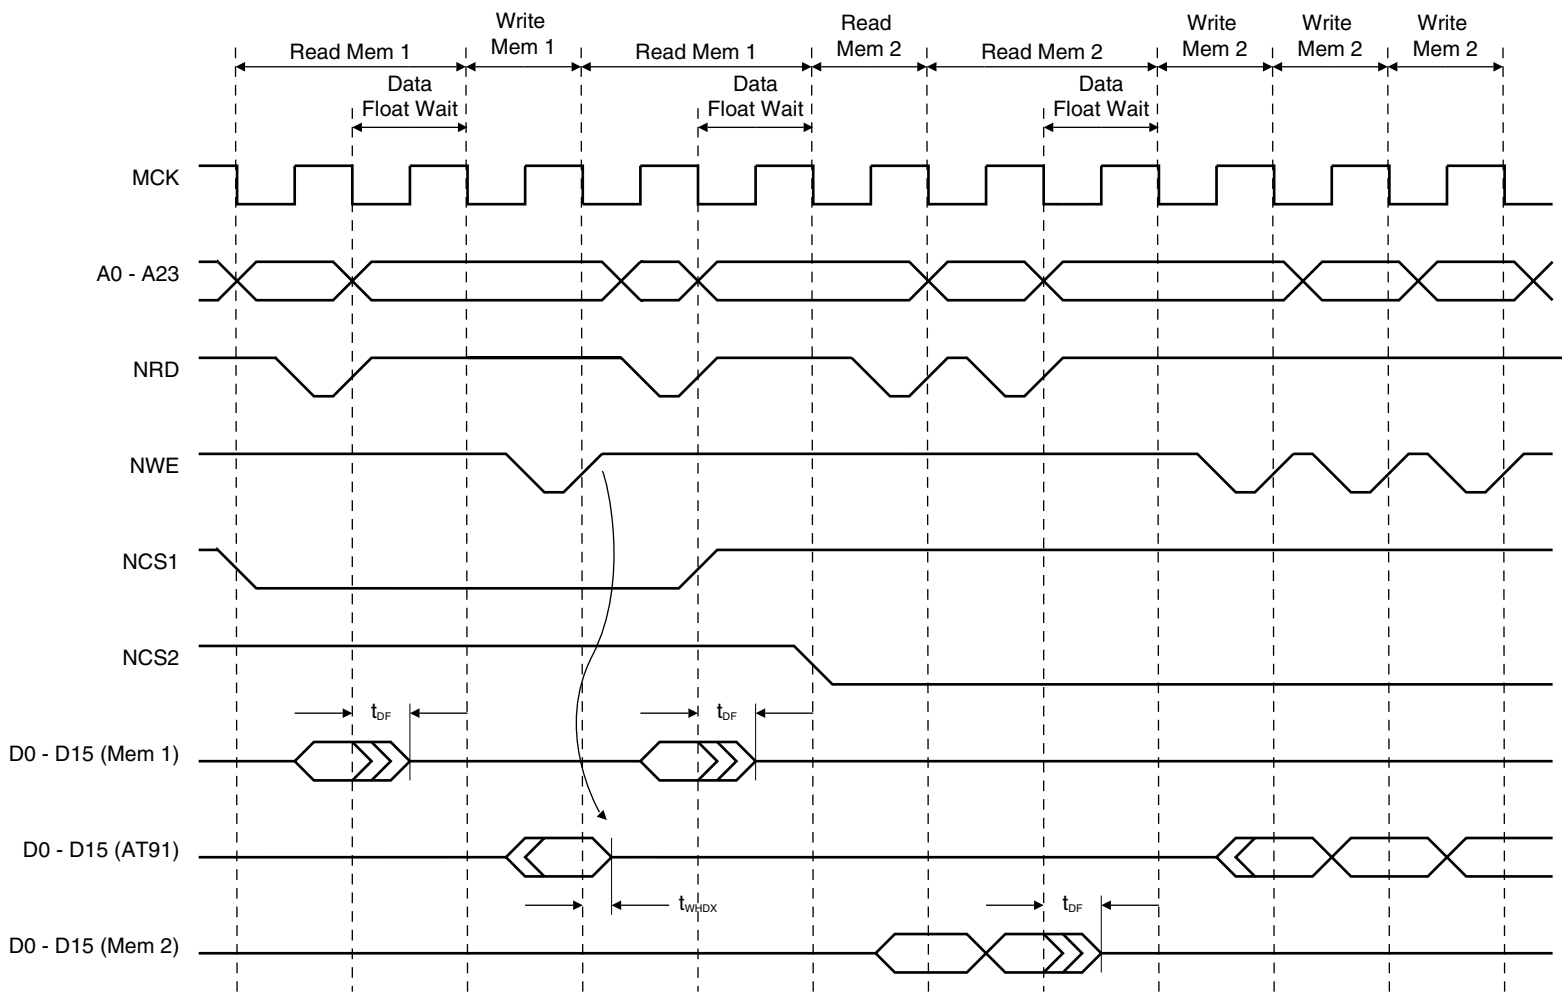 Write
Mem 1
Read
Mem 2
Write
Mem 2
Write
Mem 2
Write
Mem 2
Read Mem 1
Read Mem 1
Read Mem 2
Data
Float Wait
Data
Float Wait
Data
Float Wait
MCK
A0 - A23
NRD
NWE
NCS1
NCS2
tDF
tDF
D0 - D15 (Mem 1)
D0 - D15 (AT91)
tWHDX
tDF
D0 - D15 (Mem 2)